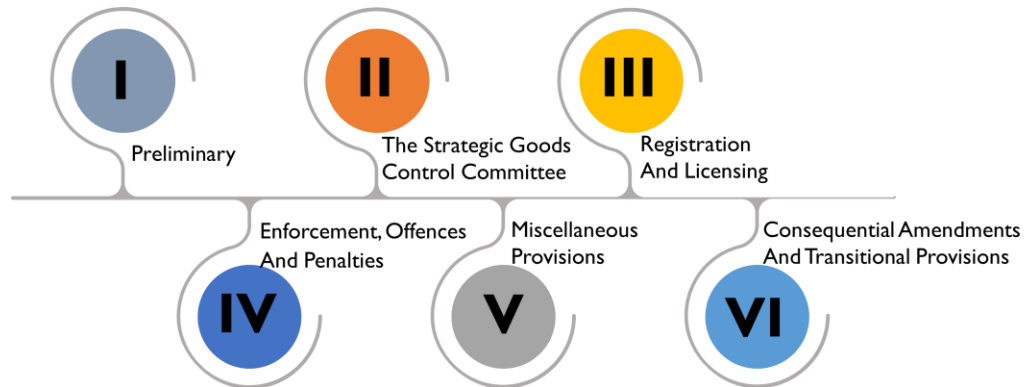 I
Preliminary
II
The Strategic Goods
Control Committee
III
Registration
And Licensing
Enforcement, Offences
And Penalties
IV
Miscellaneous
Provisions
V
Consequential Amendments
And Transitional Provisions
VI